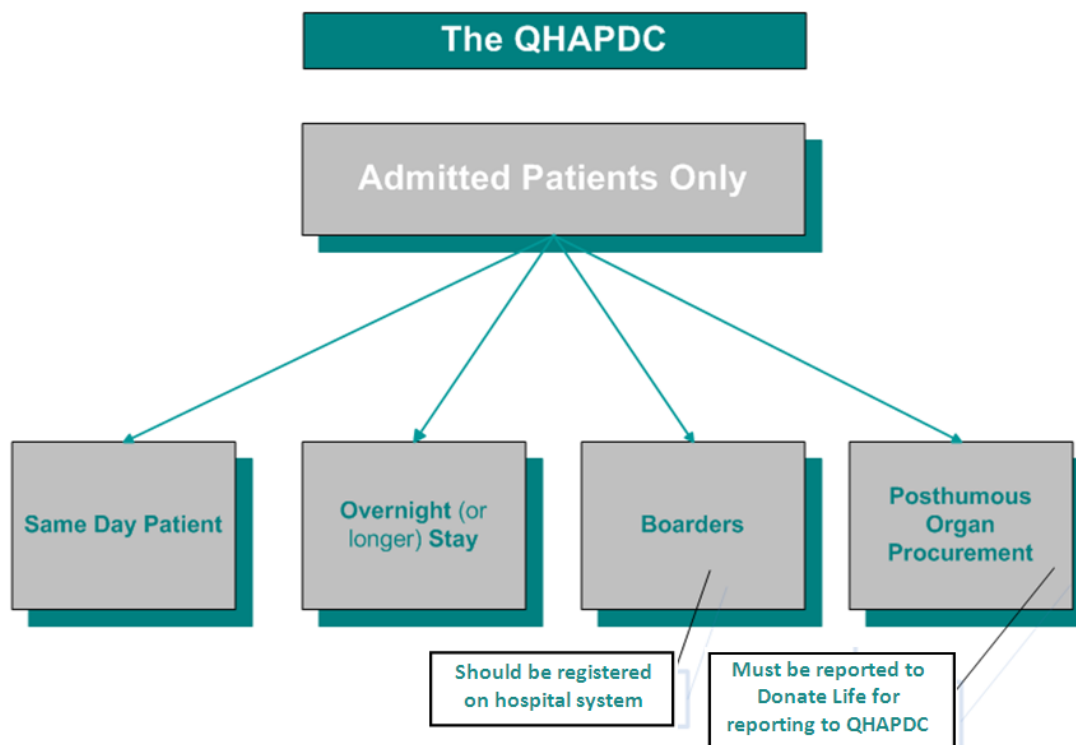 The QHAPDC
Admitted Patients Only
Same Day Patient
Overnight (or
longer) Stay
Boarders
Posthumous
Organ
Procurement
Should be registered
on hospital system
Must be reported to
Donate Life for
reporting to QHAPDC